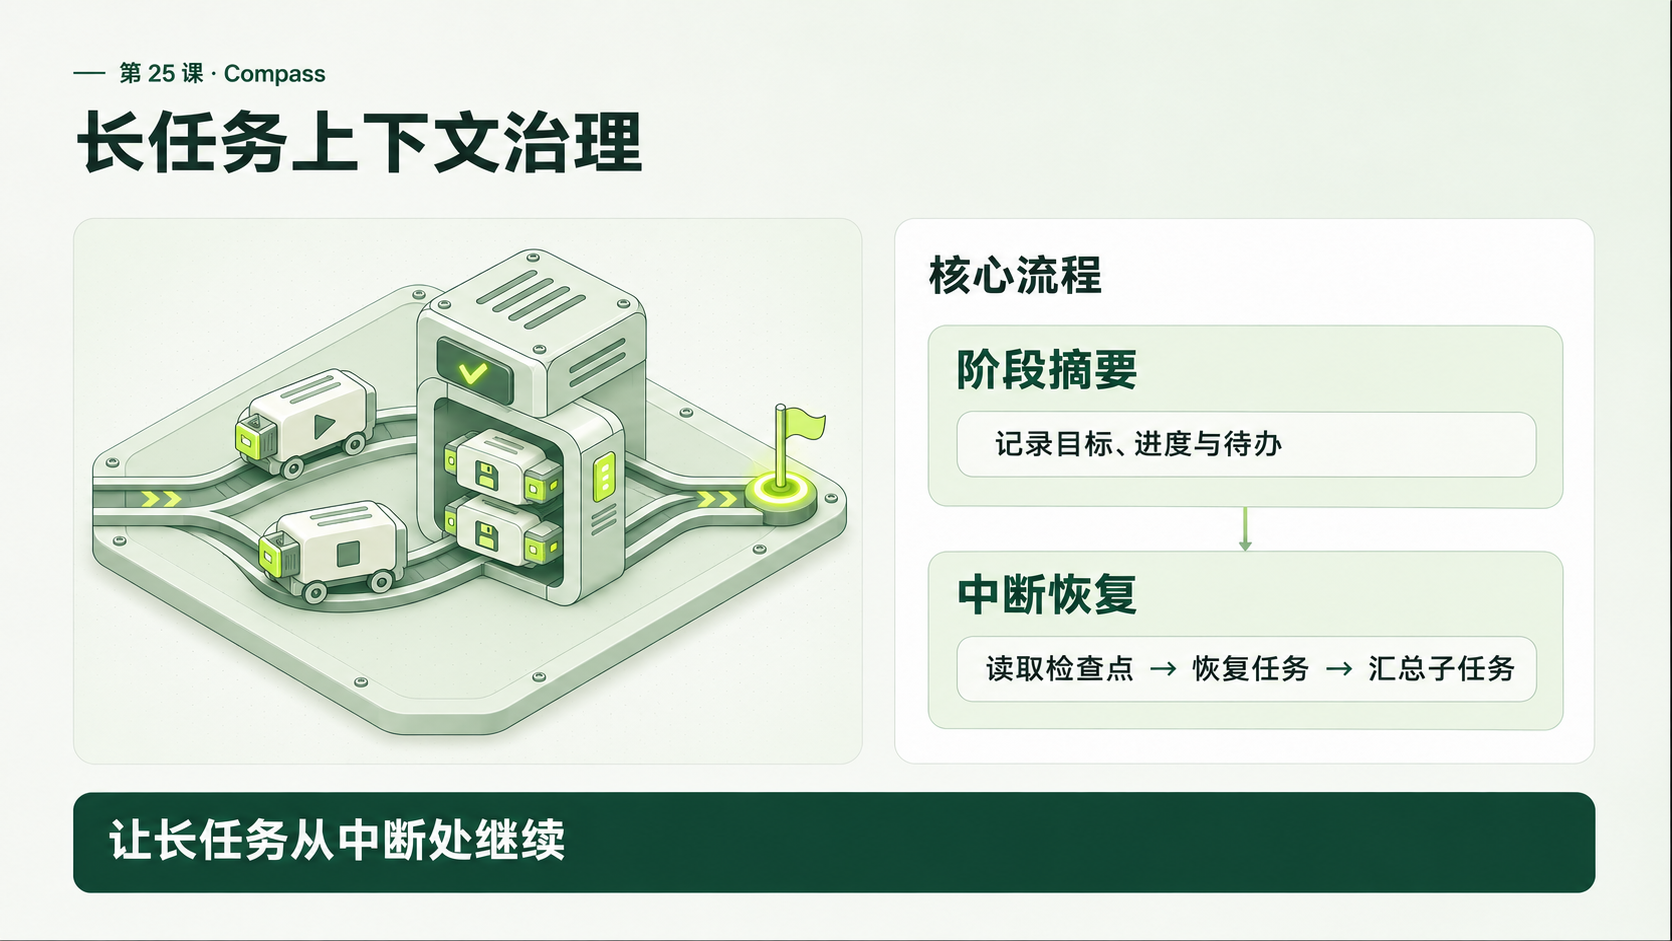 第 25 课 · Compass
长任务上下文治理
核心流程
阶段摘要
记录目标、进度与待办
中断恢复
读取检查点 → 恢复任务 → 汇总子任务
让长任务从中断处继续